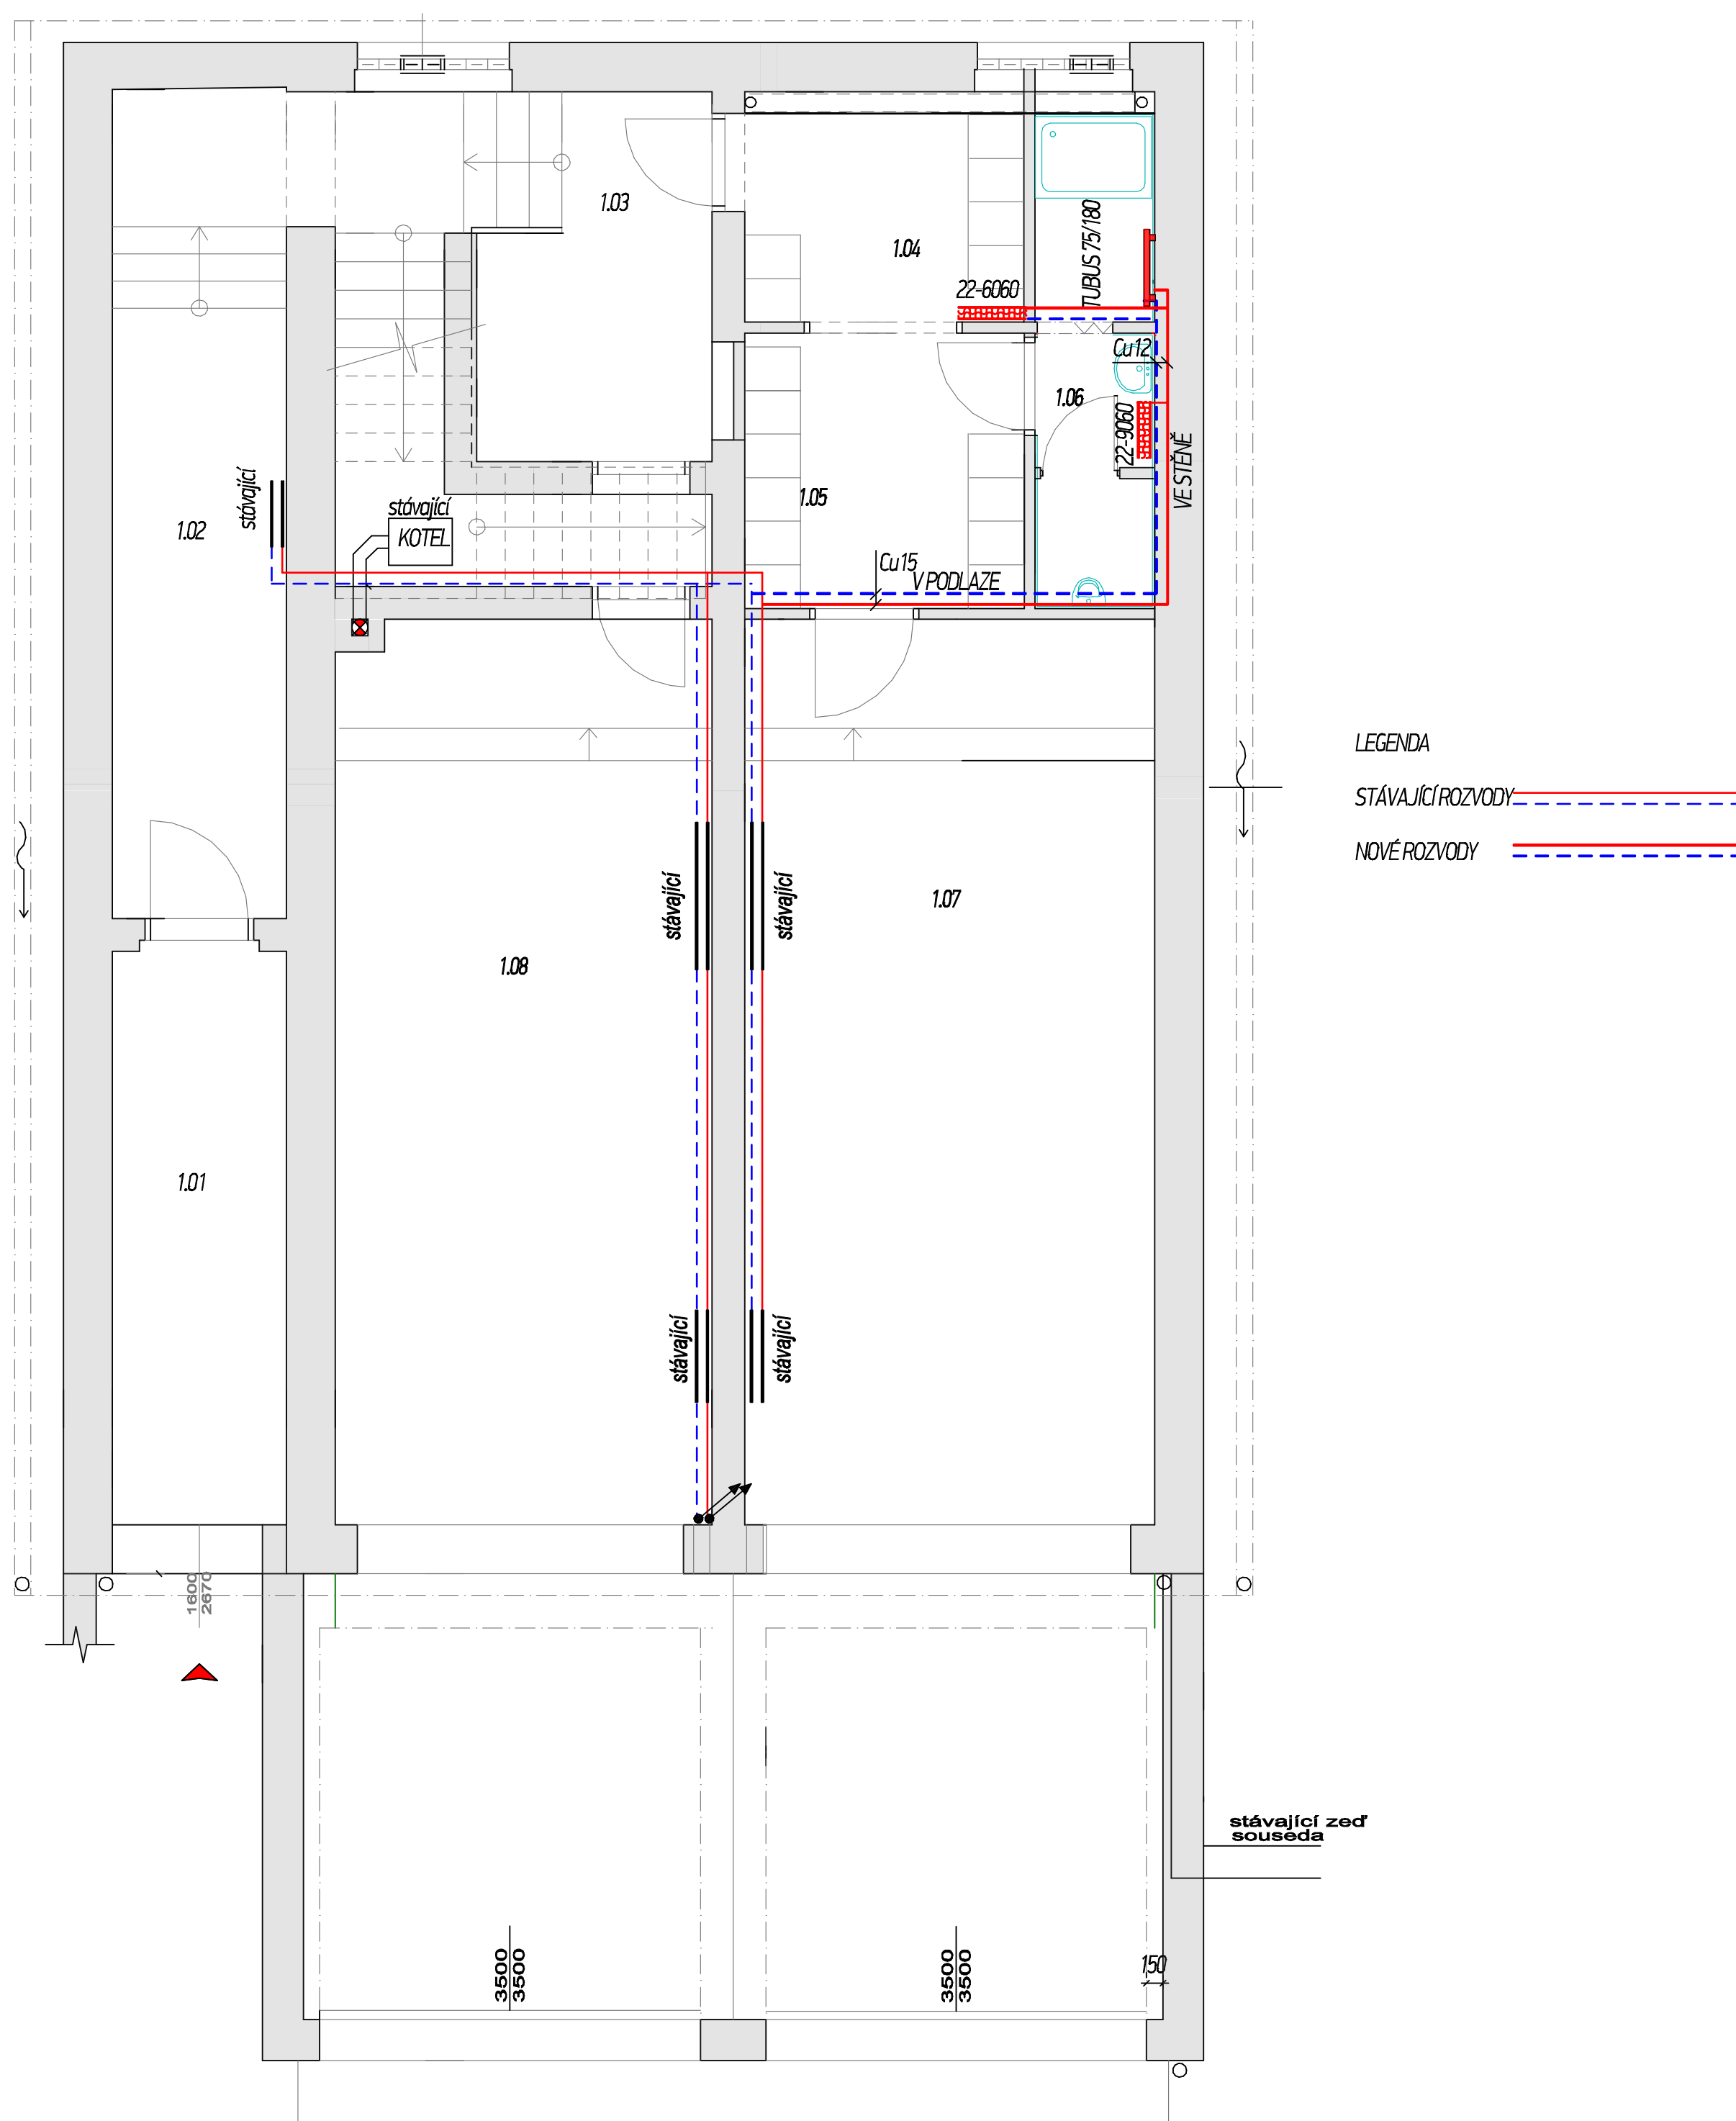 1.03
1.04
22-6060
TUBUS 75/180
Cu12
1.06
22-9060
VE STĚNĚ
1.05
1.02
stávající
stávající
KOTEL
Cu15
V PODLAZE
LEGENDA
STÁVAJÍCÍ ROZVODY
NOVÉ ROZVODY
stávající
stávající
1.07
1.08
1.01
stávající
stávající
1600
2670
stávající zeď
souseda
3500
3500
3500
3500
150